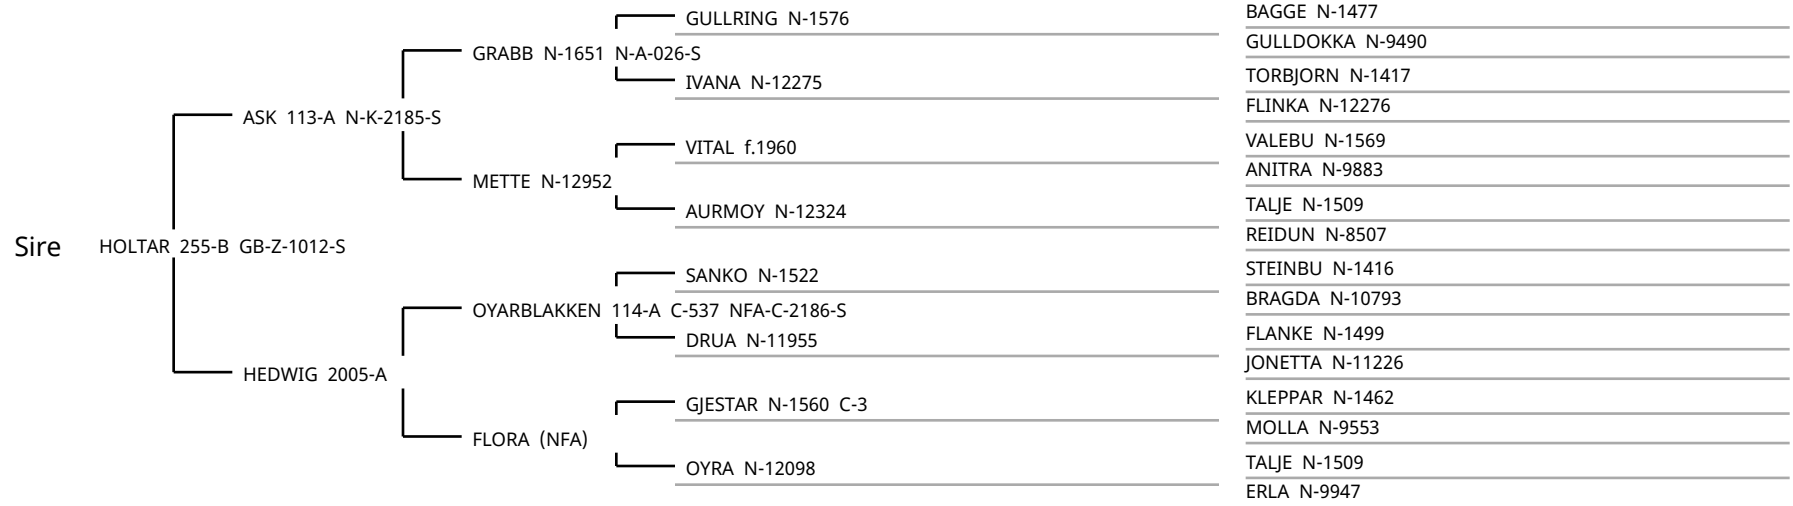 BAGGE N-1477
GULLRING N-1576
GULLDOKKA N-9490
GRABB N-1651 N-A-026-S
TORBJORN N-1417
IVANA N-12275
FLINKA N-12276
ASK 113-A N-K-2185-S
VALEBU N-1569
VITAL f.1960
ANITRA N-9883
METTE N-12952
TALJE N-1509
AURMOY N-12324
REIDUN N-8507
Sire HOLTAR 255-B GB-Z-1012-S
STEINBU N-1416
SANKO N-1522
BRAGDA N-10793
OYARBLAKKEN 114-A C-537 NFA-C-2186-S
FLANKE N-1499
DRUA N-11955
JONETTA N-11226
HEDWIG 2005-A
KLEPPAR N-1462
GJESTAR N-1560 C-3
MOLLA N-9553
FLORA (NFA)
TALJE N-1509
OYRA N-12098
ERLA N-9947